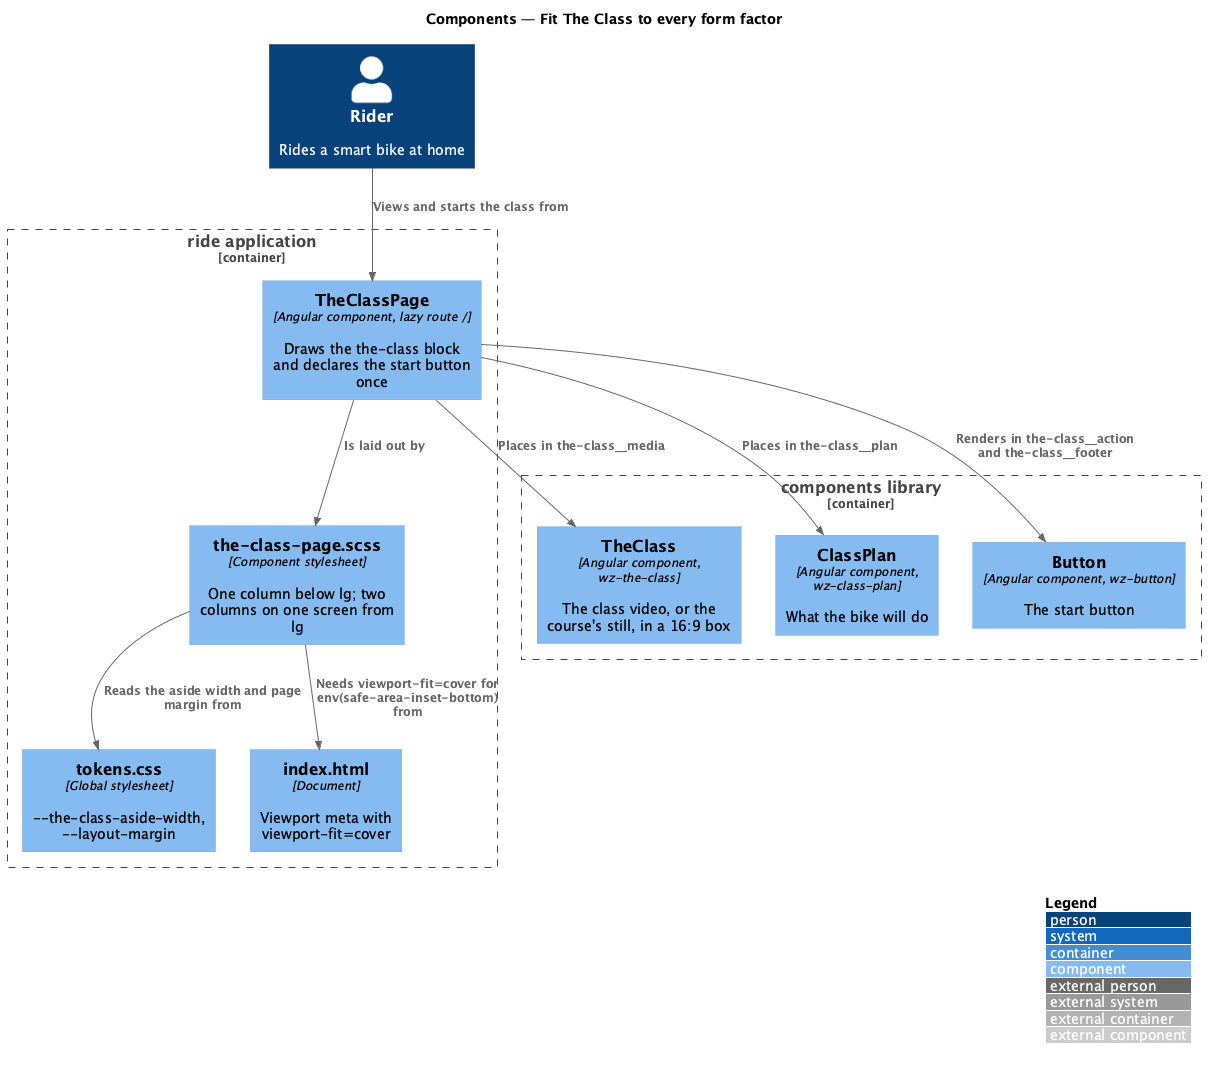 Components — Fit The Class to every form factor
Rider
Rides a smart bike at home
Views and starts the class from
ride application
[container]
TheClassPage
[Angular component, lazy route /]
Draws the the-class block
and declares the start button
once
Is laid out by
Places in the-class__media
Places in the-class__plan
Renders in the-class__action
and the-class__footer
components library
[container]
the-class-page.scss
[Component stylesheet]
One column below lg; two
columns on one screen from
lg
TheClass
[Angular component,
wz-the-class]
The class video, or the
course's still, in a 16:9 box
ClassPlan
[Angular component,
wz-class-plan]
What the bike will do
Button
[Angular component, wz-button]
The start button
Reads the aside width and page
margin from
Needs viewport-fit=cover for
env(safe-area-inset-bottom)
from
tokens.css
[Global stylesheet]
--the-class-aside-width,
--layout-margin
index.html
[Document]
Viewport meta with
viewport-fit=cover
Legend
person
system
container
component
external person
external system
external container
external component